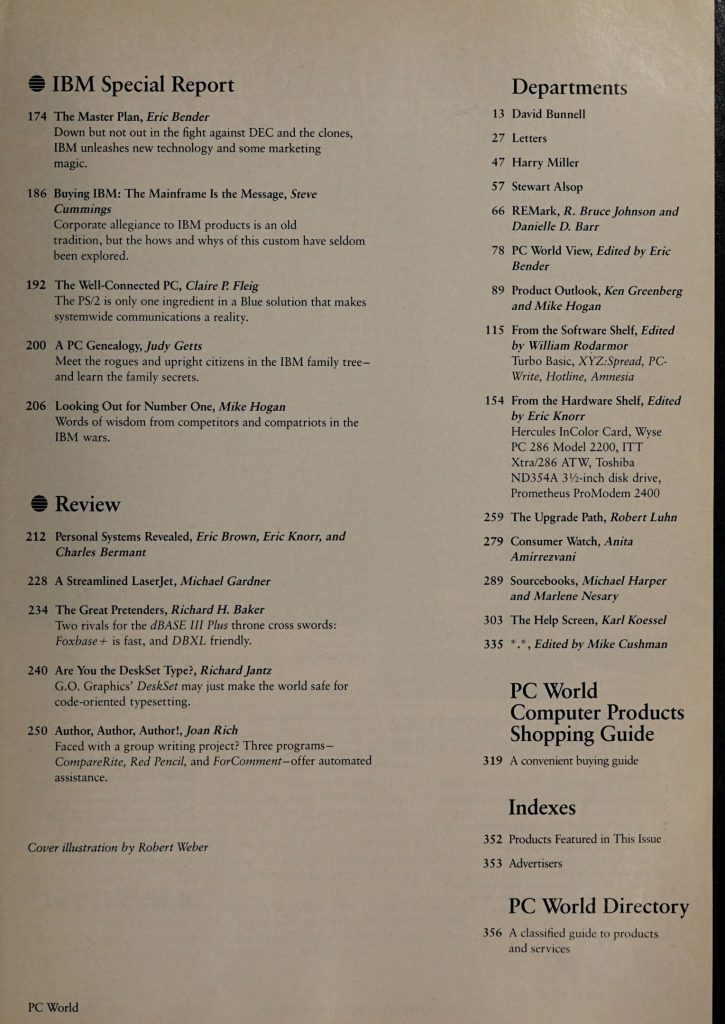 IBM Special Report
174 The Master Plan, Eric Bender
Down but not out in the fight against DEC and the clones,
IBM unleashes new technology and some marketing
magic.
186 Buying IBM: The Mainframe Is the Message, Steve
Cummings
Corporate allegiance to IBM products is an old
tradition, but the hows and whys of this custom have seldom
been explored.
192 The Well-Connected PC, Claire P. Fleig
The PS/2 is only one ingredient in a Blue solution that makes
systemwide communications a reality.
200 A PC Genealogy, Judy Getts
Meet the rogues and upright citizens in the IBM family tree—
and learn the family secrets.
206 Looking Out for Number One, Mike Hogan
Words of wisdom from competitors and compatriots in the
IBM wars.
Review
212 Personal Systems Revealed, Eric Brown, Eric Knorr, and
Charles Bermant
228 A Streamlined LaserJet, Michael Gardner
234 The Great Pretenders, Richard H. Baker
Two rivals for the dBASE III Plus throne cross swords:
Foxbase+ is fast, and DBXL friendly.
240 Are You the DeskSet Type?, Richard Jantz
G.O. Graphics' DeskSet may just make the world safe for
code-oriented typesetting.
250 Author, Author, Author!, Joan Rich
Faced with a group writing project? Three programs—
CompareRite, Red Pencil, and ForComment—offer automated
assistance.
Cover illustration by Robert Weber
Departments
13 David Bunnell
27 Letters
47 Harry Miller
57 Stewart Alsop
66 REMark, R. Bruce Johnson and
Danielle D. Barr
78 PC World View, Edited by Eric
Bender
89 Product Outlook, Ken Greenberg
and Mike Hogan
115 From the Software Shelf, Edited
by William Rodarmor
Turbo Basic, XYZ:Spread, PC-
Write, Hotline, Amnesia
154 From the Hardware Shelf, Edited
by Eric Knorr
Hercules InColor Card, Wyse
PC 286 Model 2200, ITT
Xtra/286 ATW, Toshiba
ND354A 3½-inch disk drive,
Prometheus ProModem 2400
259 The Upgrade Path, Robert Luhn
279 Consumer Watch, Anita
Amirrezvani
289 Sourcebooks, Michael Harper
and Marlene Nesary
303 The Help Screen, Karl Koessel
335 *.*, Edited by Mike Cushman
PC World
Computer Products
Shopping Guide
319 A convenient buying guide
Indexes
352 Products Featured in This Issue
353 Advertisers
PC World Directory
356 A classified guide to products
and services
PC World